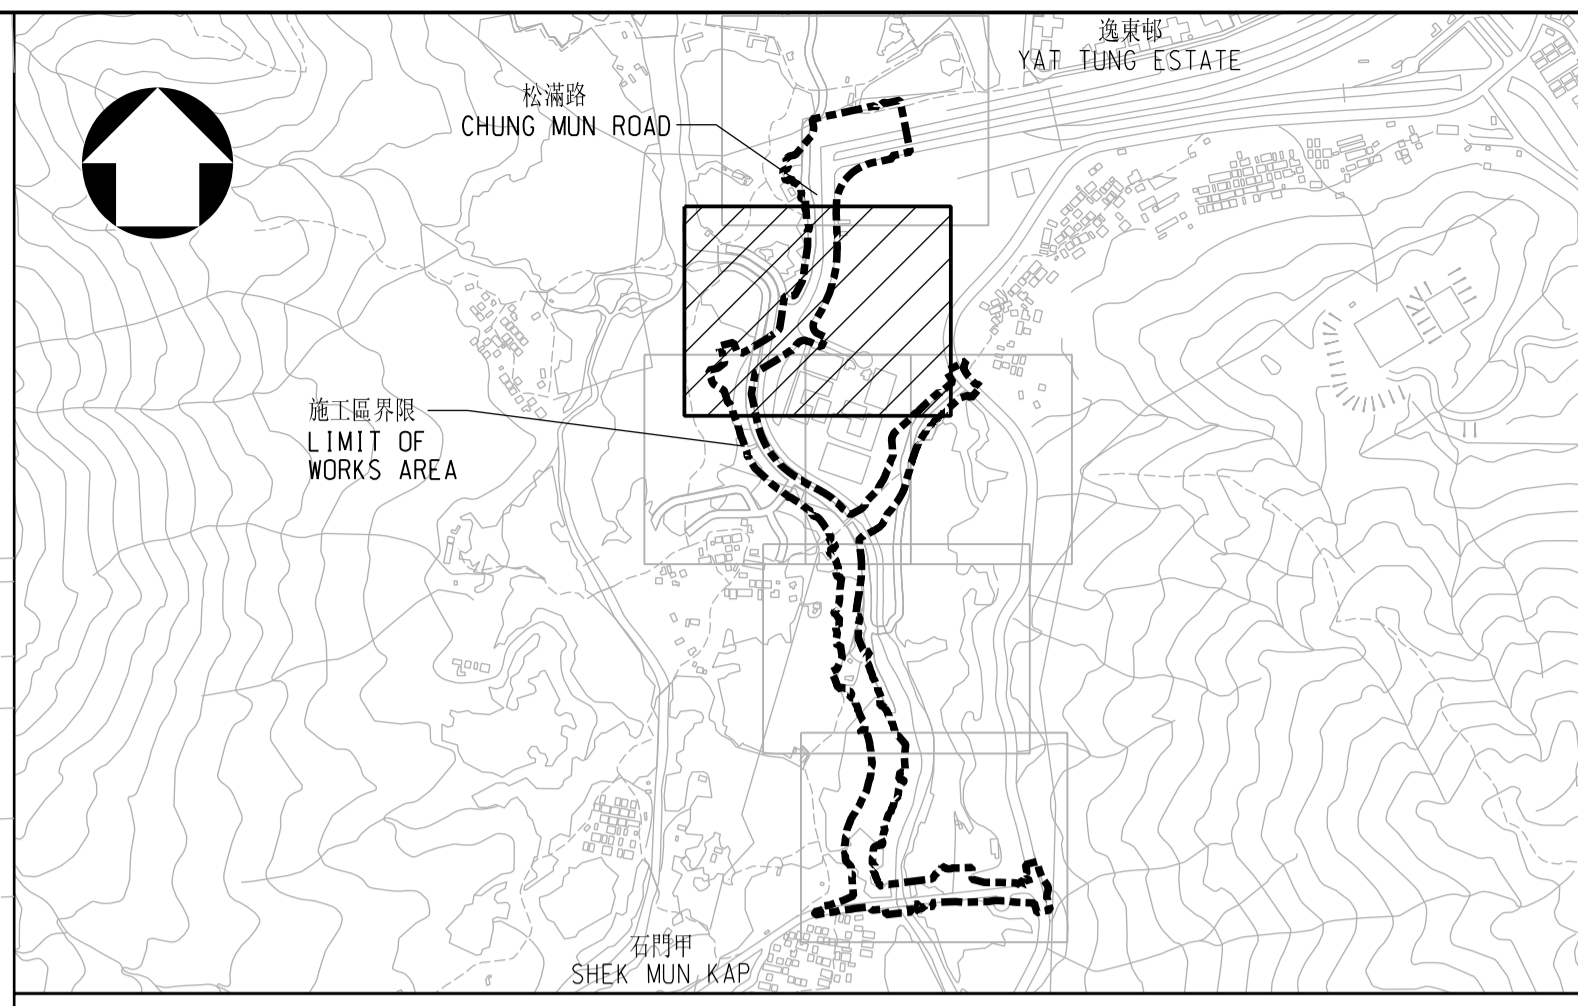 逸東邨
YAT TUNG ESTATE
松滿路
CHUNG MUN ROAD
施工區界限
LIMIT OF
WORKS AREA
石門甲
SHEK MUN KAP